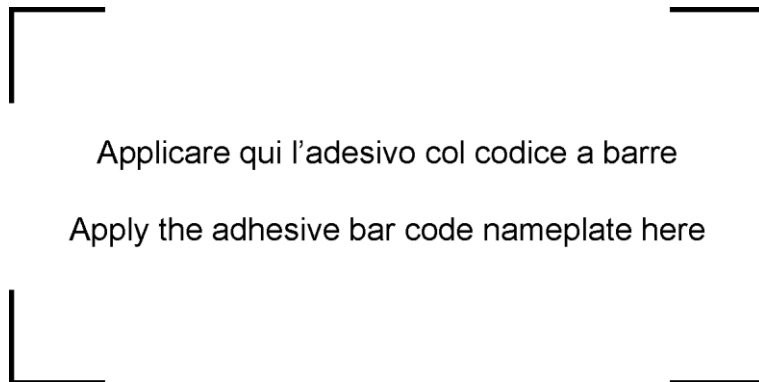 Applicare qui l’adesivo col codice a barre
Apply the adhesive bar code nameplate here